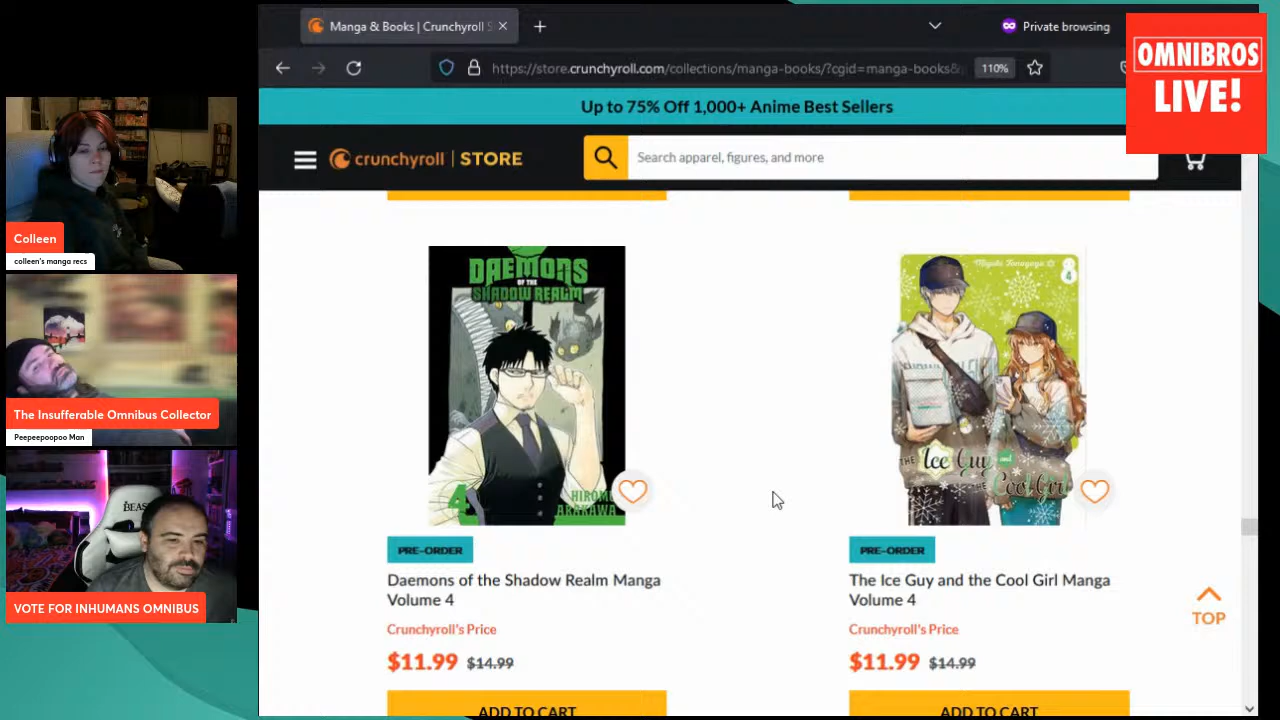 Manga & Books | Crunchyroll S
Private browsing
https://store.crunchyroll.com/collections/manga-books/?cgid=manga-books&
110%
OMNIBROS
LIVE!
Up to 75% Off 1,000+ Anime Best Sellers
crunchyroll | STORE
Search apparel, figures, and more
Colleen
colleen's manga recs
The Insufferable Omnibus Collector
Peepeepoopoo Man
BEAS
VOTE FOR INHUMANS OMNIBUS
DAEMONS
OF THE
SHADOW REALM
4
HIROMU
ARAKAWA
4
THE Ice Guy and
THE Cool Girl
PRE-ORDER
PRE-ORDER
Daemons of the Shadow Realm Manga
Volume 4
The Ice Guy and the Cool Girl Manga
Volume 4
Crunchyroll's Price
Crunchyroll's Price
$11.99 $14.99
$11.99 $14.99
TOP
ADD TO CART
ADD TO CART